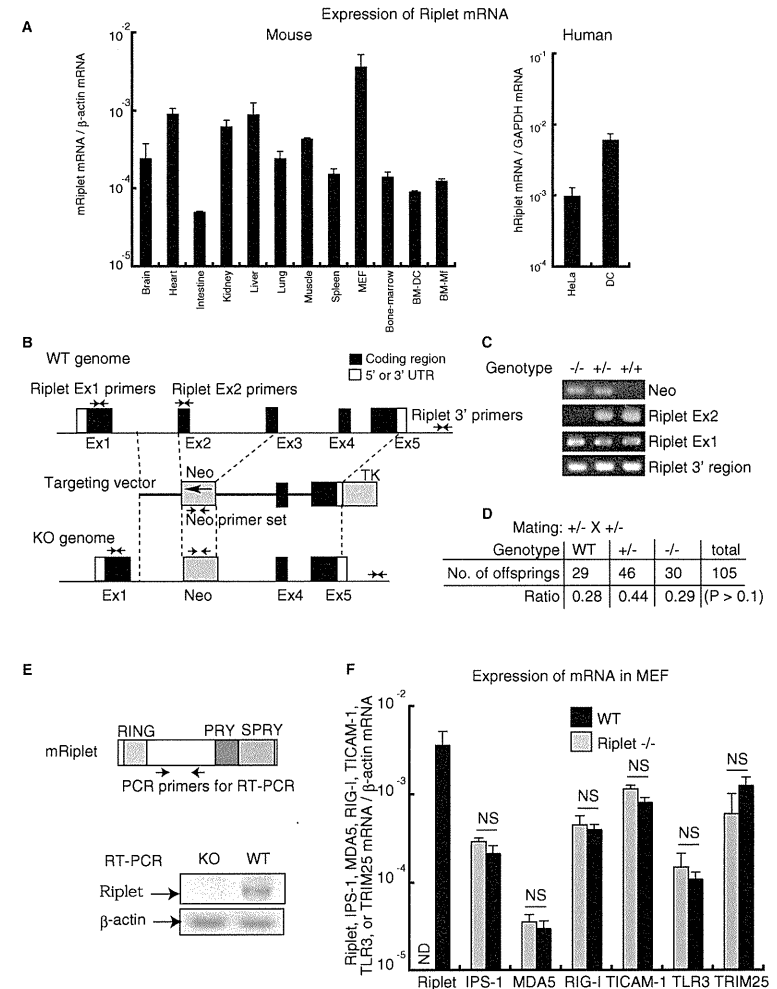 Expression of Riplet mRNA
A
Mouse
Human
mRiplet mRNA / β-actin mRNA
10-2
10-3
10-4
10-5
Brain
Heart
Intestine
Kidney
Liver
Lung
Muscle
Spleen
MEF
Bone-marrow
BM-DC
BM-Mf
hRiplet mRNA / GAPDH mRNA
10-1
10-2
10-3
10-4
HeLa
DC
B
WT genome
Coding region
5' or 3' UTR
Riplet Ex1 primers
Riplet Ex2 primers
Riplet 3' primers
Ex1
Ex2
Ex3
Ex4
Ex5
Targeting vector
Neo
TK
Neo primer set
KO genome
Ex1
Neo
Ex4
Ex5
C
Genotype -/- +/- +/+
Neo
Riplet Ex2
Riplet Ex1
Riplet 3' region
D
Mating: +/- X +/-
Genotype WT +/- -/- total
No. of offsprings 29 46 30 105
Ratio 0.28 0.44 0.29 (P > 0.1)
E
RING PRY SPRY
mRiplet
PCR primers for RT-PCR
RT-PCR KO WT
Riplet
β-actin
F
Expression of mRNA in MEF
Riplet, IPS-1, MDA5, RIG-I, TICAM-1,
TLR3, or TRIM25 mRNA / β-actin mRNA
10-2
10-3
10-4
10-5
WT
Riplet -/-
ND
NS
NS
NS
NS
NS
NS
Riplet IPS-1 MDA5 RIG-I TICAM-1 TLR3 TRIM25